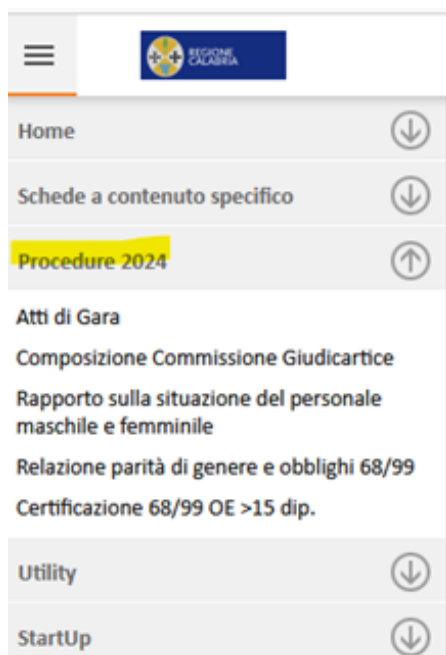 REGIONE
CALABRIA
Home
Schede a contenuto specifico
Procedure 2024
Atti di Gara
Composizione Commissione Giudicartice
Rapporto sulla situazione del personale
maschile e femminile
Relazione parità di genere e obblighi 68/99
Certificazione 68/99 OE >15 dip.
Utility
StartUp